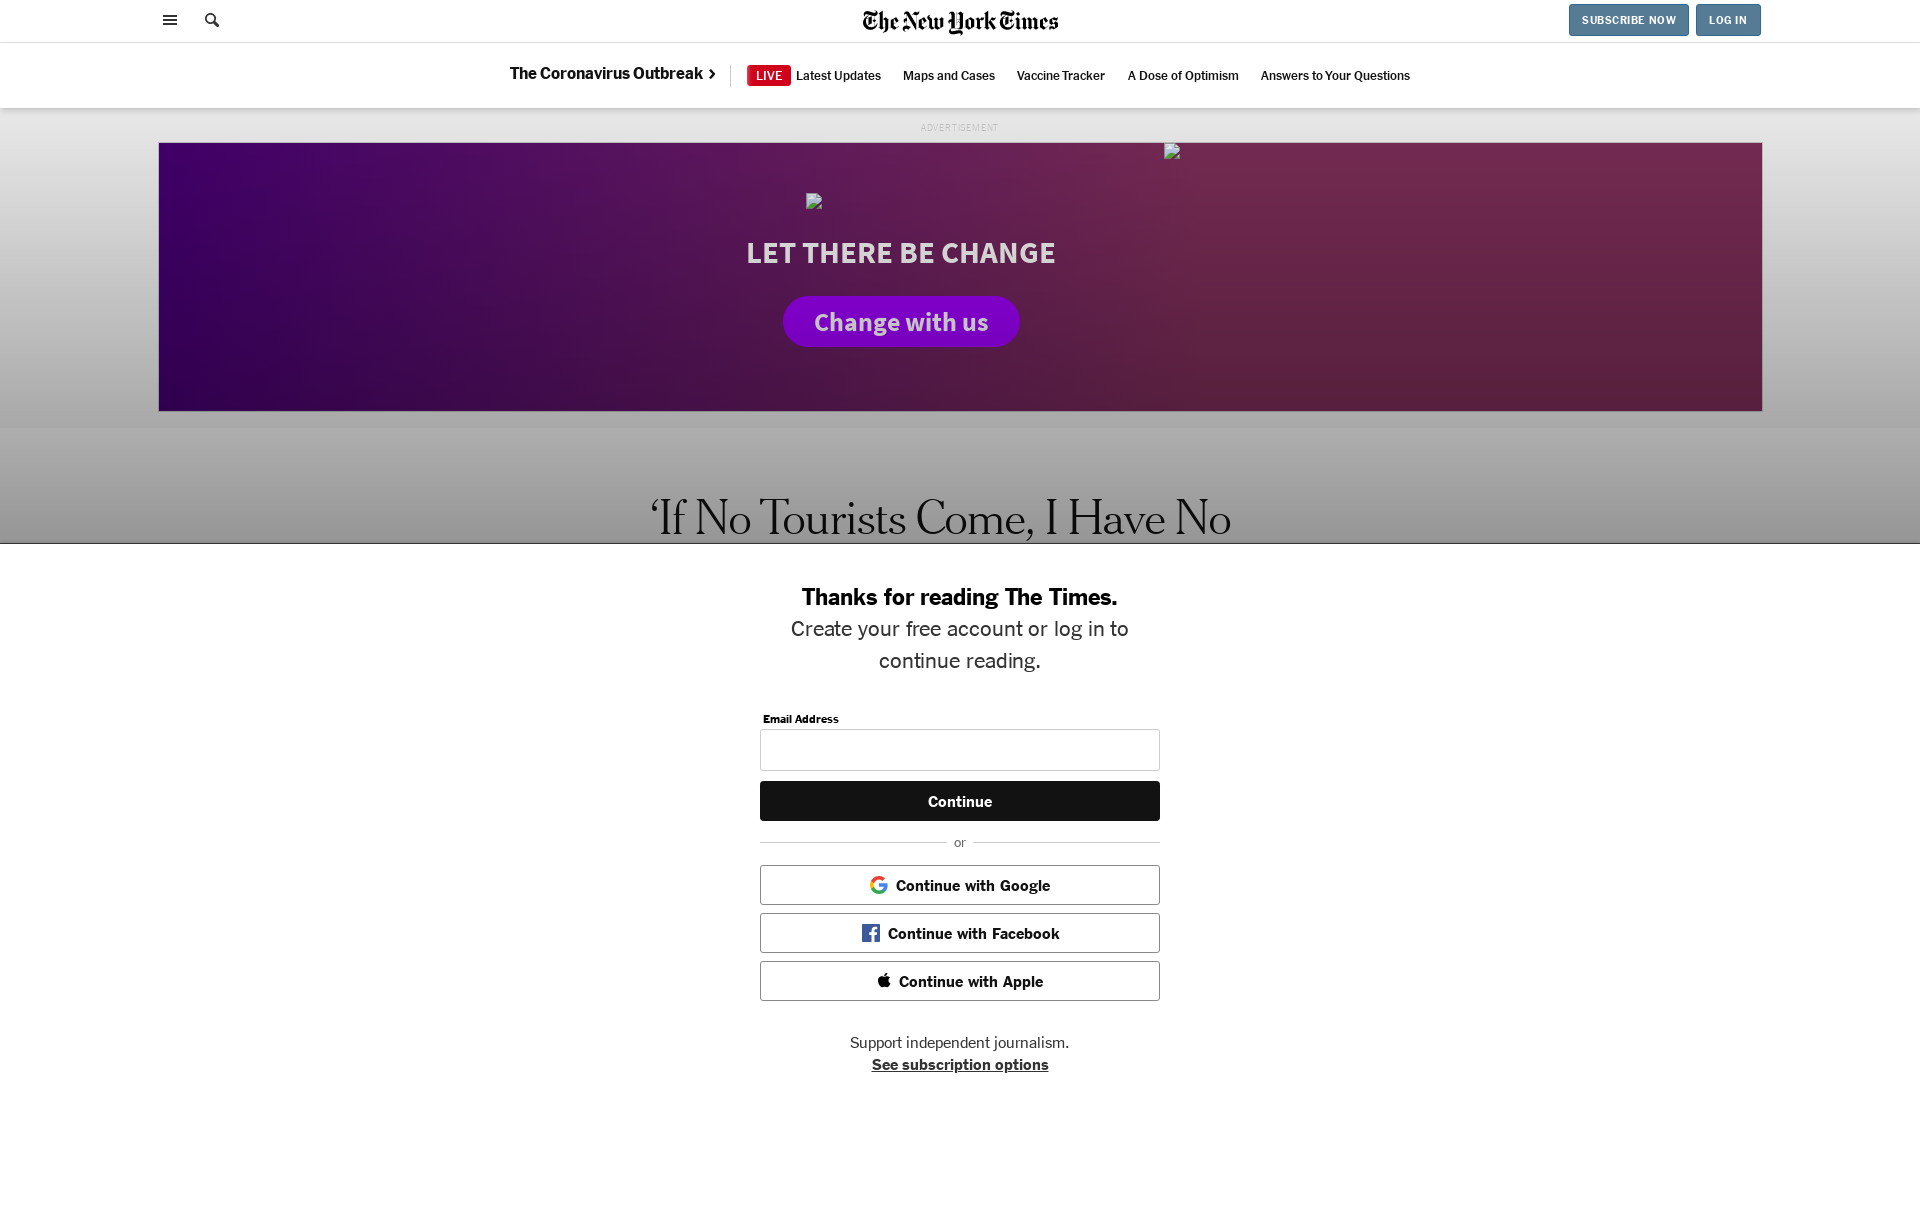 The New York Times
SUBSCRIBE NOW
LOG IN
The Coronavirus Outbreak
LIVE Latest Updates
Maps and Cases
Vaccine Tracker
A Dose of Optimism
Answers to Your Questions
ADVERTISEMENT
LET THERE BE CHANGE
Change with us
‘If No Tourists Come, I Have No
Thanks for reading The Times.
Create your free account or log in to
continue reading.
Email Address
Continue
or
Continue with Google
Continue with Facebook
Continue with Apple
Support independent journalism.
See subscription options